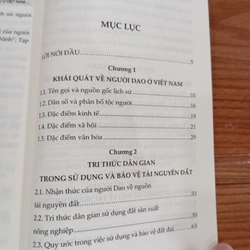 MỤC LỤC
LỜI NÓI ĐẦU 5
Chương 1
KHÁI QUÁT VỀ NGƯỜI DAO Ở VIỆT NAM
1.1. Tên gọi và nguồn gốc lịch sử
1.2. Dân số và phân bố tộc người
1.3. Đặc điểm kinh tế
1.4. Đặc điểm xã hội
1.5. Đặc điểm văn hóa
Chương 2
TRI THỨC DÂN GIAN
TRONG SỬ DỤNG VÀ BẢO VỆ TÀI NGUYÊN ĐẤT
2.1. Nhận thức của người Dao về nguồn
tài nguyên đất
2.2. Tri thức dân gian sử dụng đất sản xuất
nông nghiệp
2.3. Quy ước trong việc sử dụng và bảo vệ đất đai